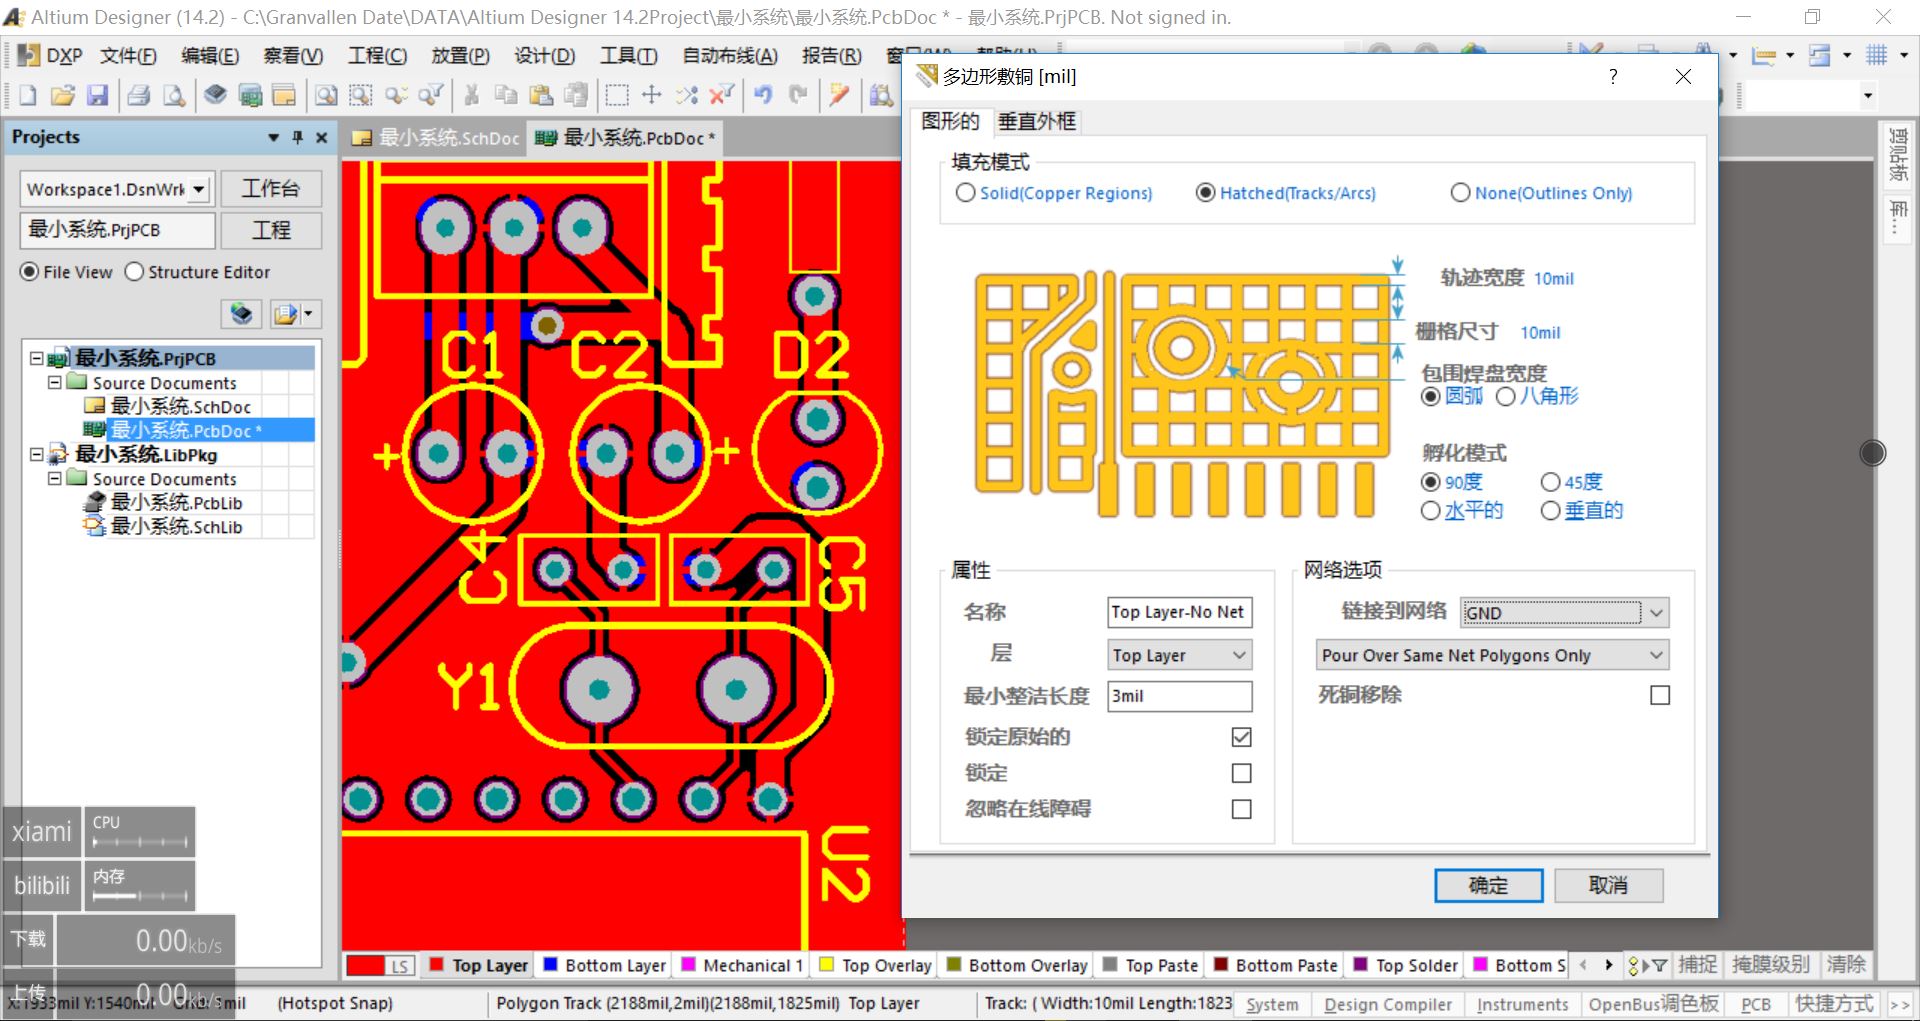 Altium Designer (14.2) - C:\Granvallen Date\DATA\Altium Designer 14.2Project\最小系统\最小系统.PcbDoc * - 最小系统.PrjPCB. Not signed in.
DXP 文件(F) 编辑(E) 察看(V) 工程(C) 放置(P) 设计(D) 工具(T) 自动布线(A) 报告(R)
多边形敷铜 [mil]
Projects
最小系统.SchDoc 最小系统.PcbDoc *
图形的 垂直外框
剪贴板
库...
Workspace1.DsnWrk 工作台
最小系统.PrjPCB 工程
File View Structure Editor
最小系统.PrjPCB
Source Documents
最小系统.SchDoc
最小系统.PcbDoc *
最小系统.LibPkg
Source Documents
最小系统.PcbLib
最小系统.SchLib
C1 C2 D2
+ +
C4 C5
Y1
U2
填充模式
Solid(Copper Regions) Hatched(Tracks/Arcs) None(Outlines Only)
轨迹宽度 10mil
栅格尺寸 10mil
包围焊盘宽度
圆弧 八角形
孵化模式
90度 45度
水平的 垂直的
属性
名称 Top Layer-No Net
层 Top Layer
最小整洁长度 3mil
锁定原始的
锁定
忽略在线障碍
网络选项
链接到网络 GND
Pour Over Same Net Polygons Only
死铜移除
确定 取消
xiami CPU
bilibili 内存
下载 0.00kb/s
上传 0.00kb/s
LS Top Layer Bottom Layer Mechanical 1 Top Overlay Bottom Overlay Top Paste Bottom Paste Top Solder Bottom S 捕捉 掩膜级别 清除
X:1933mil Y:1540mil Grid: 1mil (Hotspot Snap) Polygon Track (2188mil,2mil)(2188mil,1825mil) Top Layer Track: ( Width:10mil Length:1823 System Design Compiler Instruments OpenBus调色板 PCB 快捷方式 >>